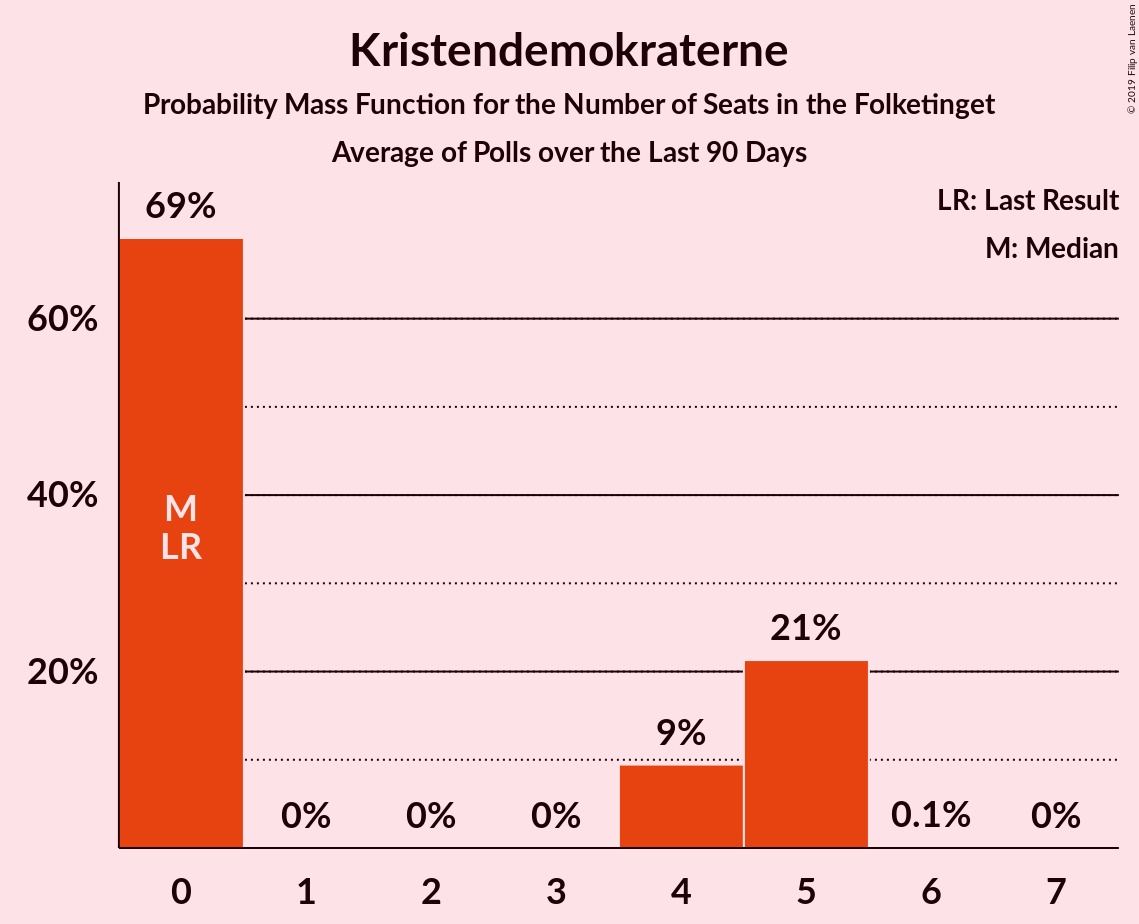 Kristendemokraterne
Probability Mass Function for the Number of Seats in the Folketinget
Average of Polls over the Last 90 Days
© 2019 Filip van Laenen
LR: Last Result
M: Median
69%
60%
40%
20%
M
LR
0%
0%
0%
9%
21%
0.1%
0%
0
1
2
3
4
5
6
7